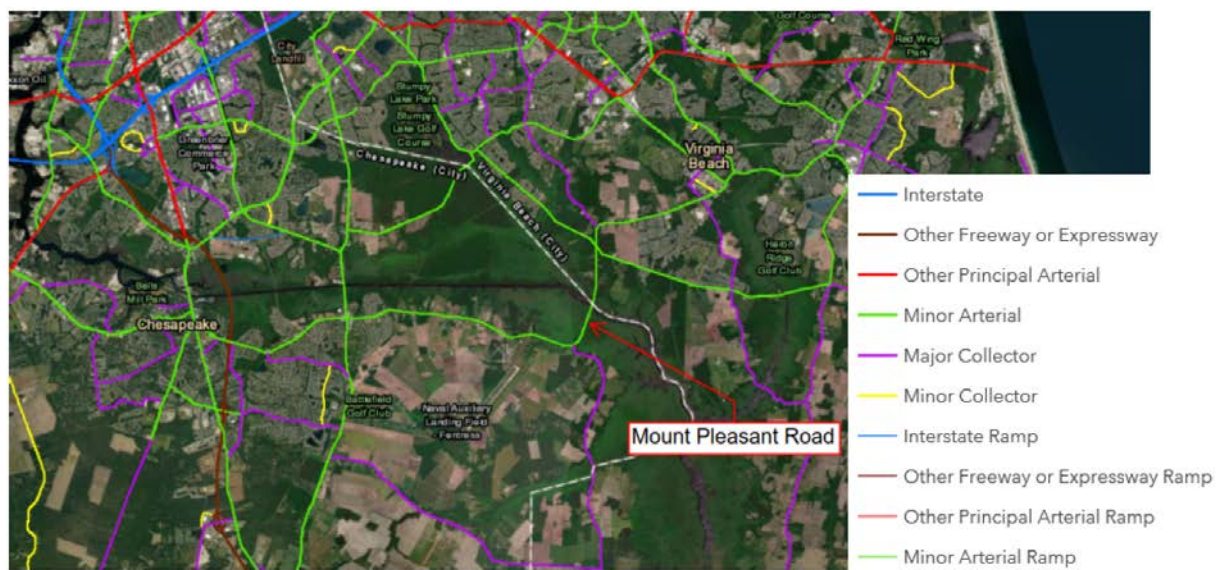 Golf Course
Red Wing
Park
City
Landfill
Stumpy
Lake Park
Stumpy
Lake Golf
Course
Greenbrier
Commerce
Park
Chesapeake (City)
Virginia Beach (City)
Virginia
Beach
Heron
Ridge
Golf Club
Bells
Mill Park
Chesapeake
Battlefield
Golf Club
Naval Auxiliary
Landing Field
Fentress
Mount Pleasant Road
Interstate
Other Freeway or Expressway
Other Principal Arterial
Minor Arterial
Major Collector
Minor Collector
Interstate Ramp
Other Freeway or Expressway Ramp
Other Principal Arterial Ramp
Minor Arterial Ramp